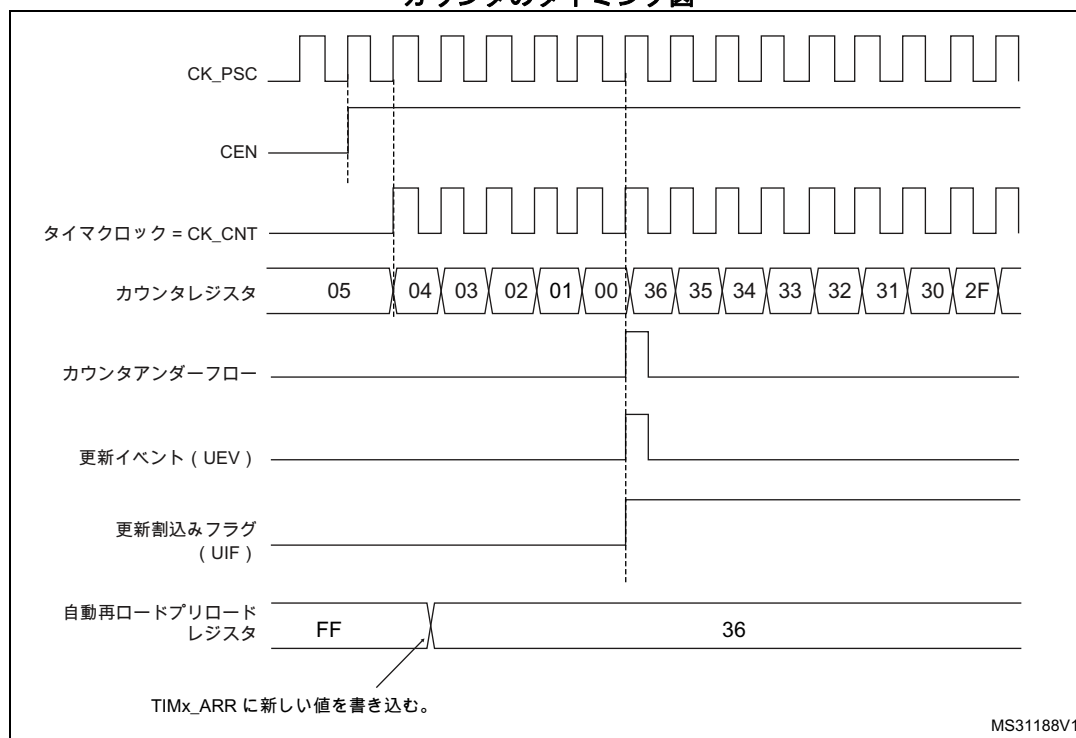 カウンタのタイミング図
CK_PSC
CEN
タイマクロック = CK_CNT
カウンタレジスタ 05 04 03 02 01 00 36 35 34 33 32 31 30 2F
カウンタアンダーフロー
更新イベント ( UEV )
更新割込みフラグ
( UIF )
自動再ロードプリロード
レジスタ
FF 36
TIMx_ARR に新しい値を書き込む。
MS31188V1